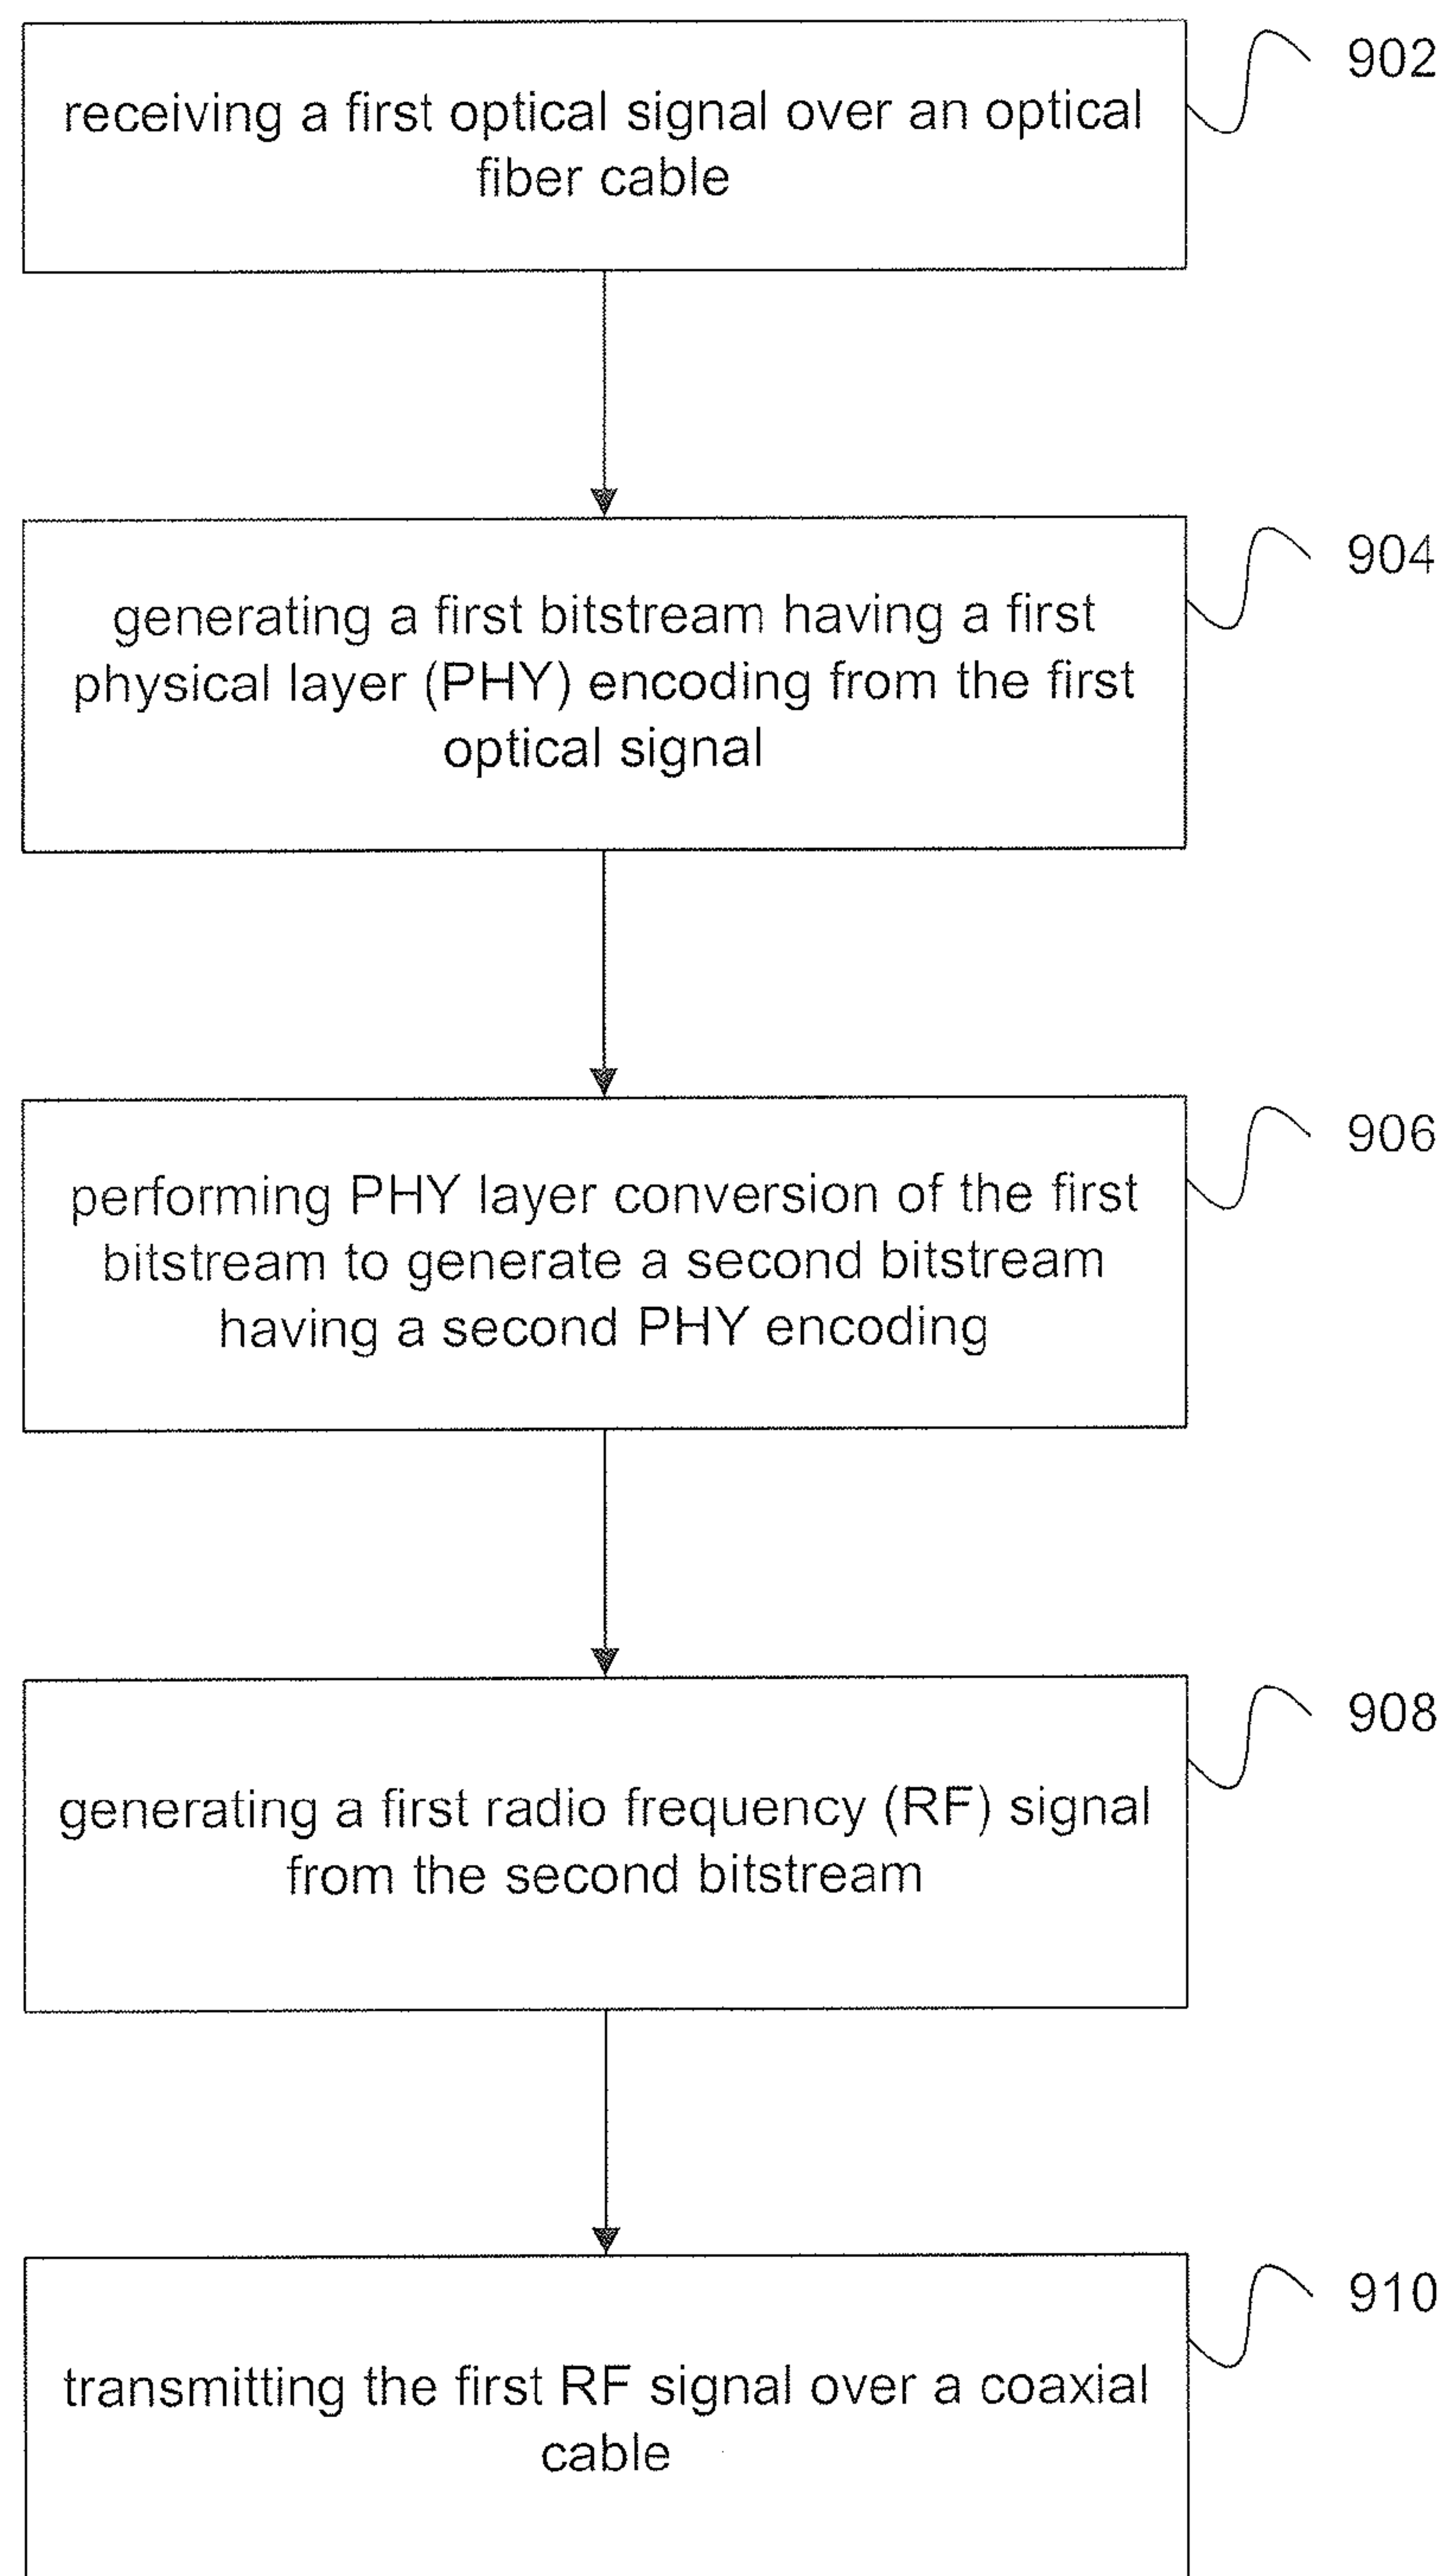 902
receiving a first optical signal over an optical
fiber cable
904
generating a first bitstream having a first
physical layer (PHY) encoding from the first
optical signal
906
performing PHY layer conversion of the first
bitstream to generate a second bitstream
having a second PHY encoding
908
generating a first radio frequency (RF) signal
from the second bitstream
910
transmitting the first RF signal over a coaxial
cable